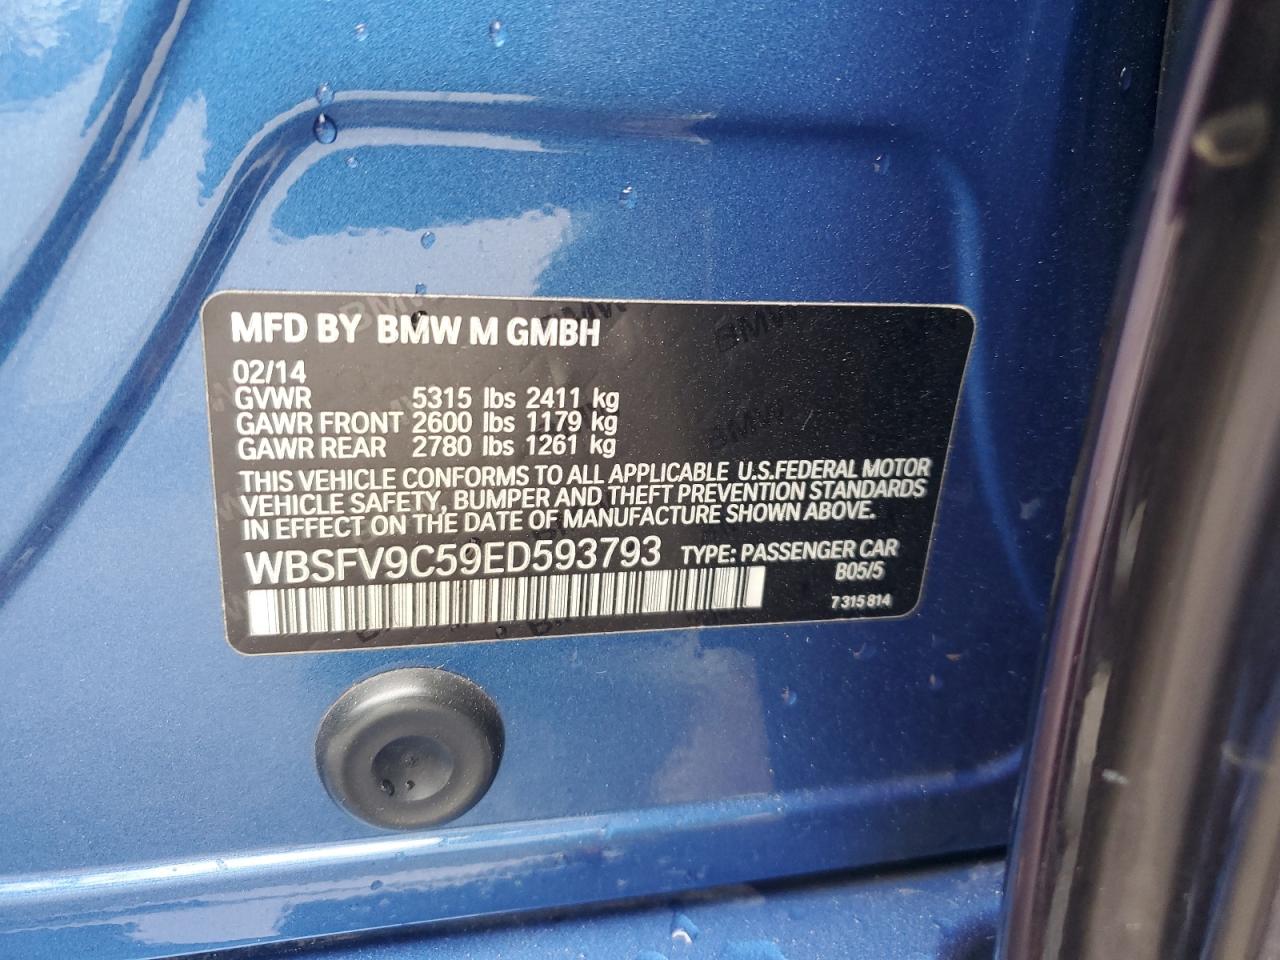 MFD BY BMW M GMBH
02/14
GVWR 5315 lbs 2411 kg
GAWR FRONT 2600 lbs 1179 kg
GAWR REAR 2780 lbs 1261 kg
THIS VEHICLE CONFORMS TO ALL APPLICABLE U.S.FEDERAL MOTOR
VEHICLE SAFETY, BUMPER AND THEFT PREVENTION STANDARDS
IN EFFECT ON THE DATE OF MANUFACTURE SHOWN ABOVE.
WBSFV9C59ED593793 TYPE: PASSENGER CAR
B05/5
7 315 814